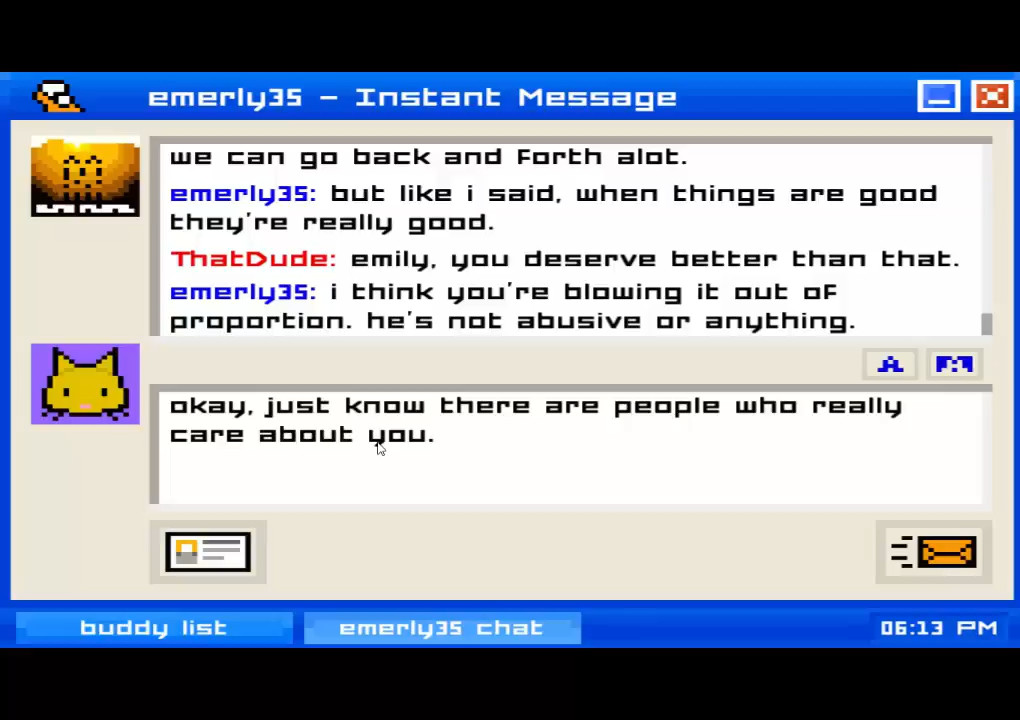 emerly35 - Instant Message
we can go back and Forth alot.
emerly35: but like i said, when things are good
they're really good.
ThatDude: emily, you deserve better than that.
emerly35: i think you're blowing it out oF
proportion. he's not abusive or anything.
okay, just know there are people who really
care about you.
buddy list
emerly35 chat
06:13 PM